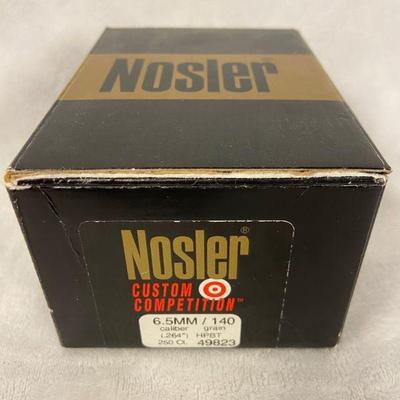 Nosler®
Nosler®
CUSTOM
COMPETITION™
6.5MM / 140
caliber grain
(.264") HPBT
250 Ct. 49823